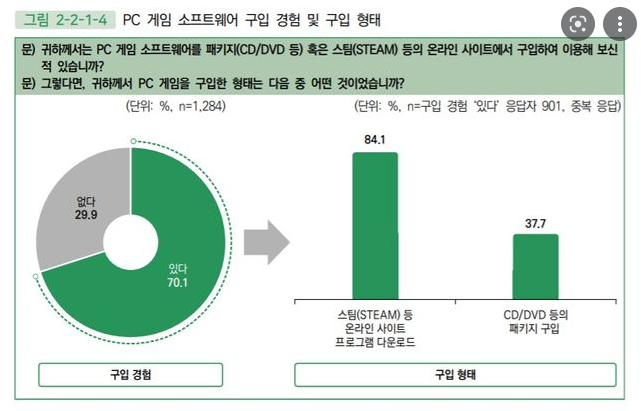 그림 2-2-1-4 PC 게임 소프트웨어 구입 경험 및 구입 형태
문) 귀하께서는 PC 게임 소프트웨어를 패키지(CD/DVD 등) 혹은 스팀(STEAM) 등의 온라인 사이트에서 구입하여 이용해 보신
적 있습니까?
문) 그렇다면, 귀하께서 PC 게임을 구입한 형태는 다음 중 어떤 것이었습니까?
(단위: %, n=1,284)
(단위: %, n=구입 경험 '있다' 응답자 901, 중복 응답)
없다
29.9
있다
70.1
84.1
37.7
스팀(STEAM) 등
온라인 사이트
프로그램 다운로드
CD/DVD 등의
패키지 구입
구입 경험
구입 형태